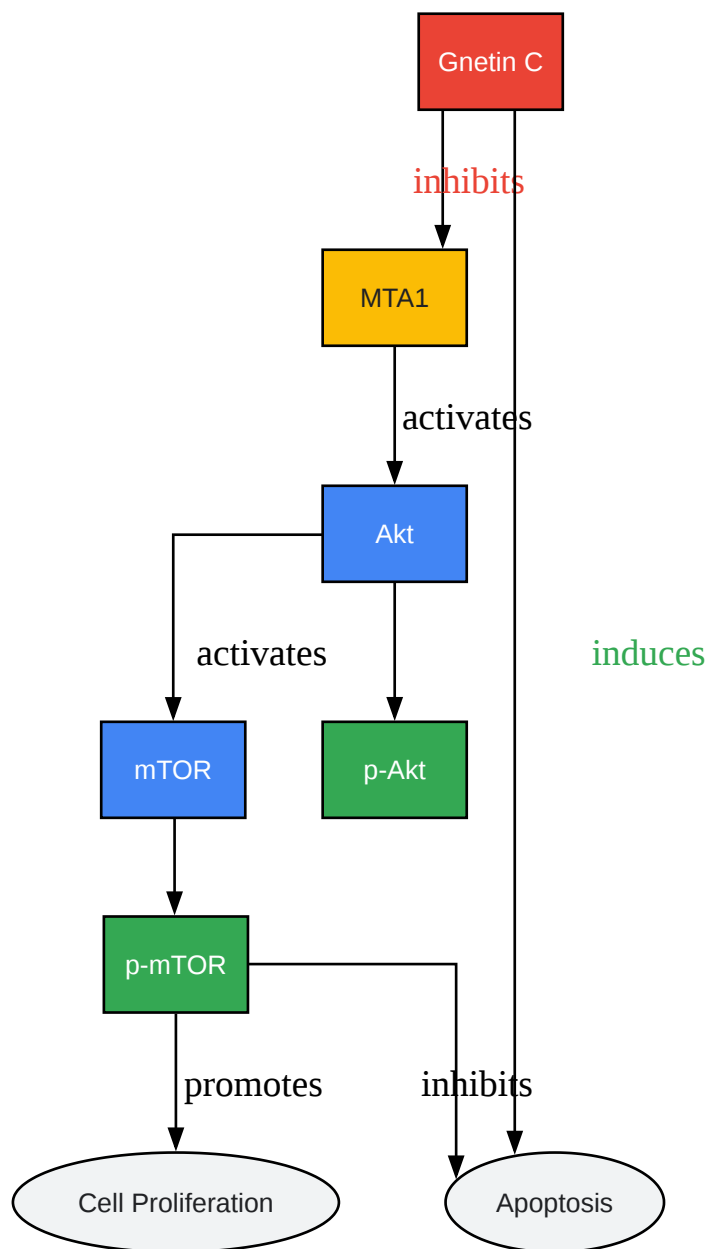 Gnetin C
inhibits
MTA1
activates
Akt
activates
induces
mTOR
p-Akt
p-mTOR
promotes
inhibits
Cell Proliferation
Apoptosis